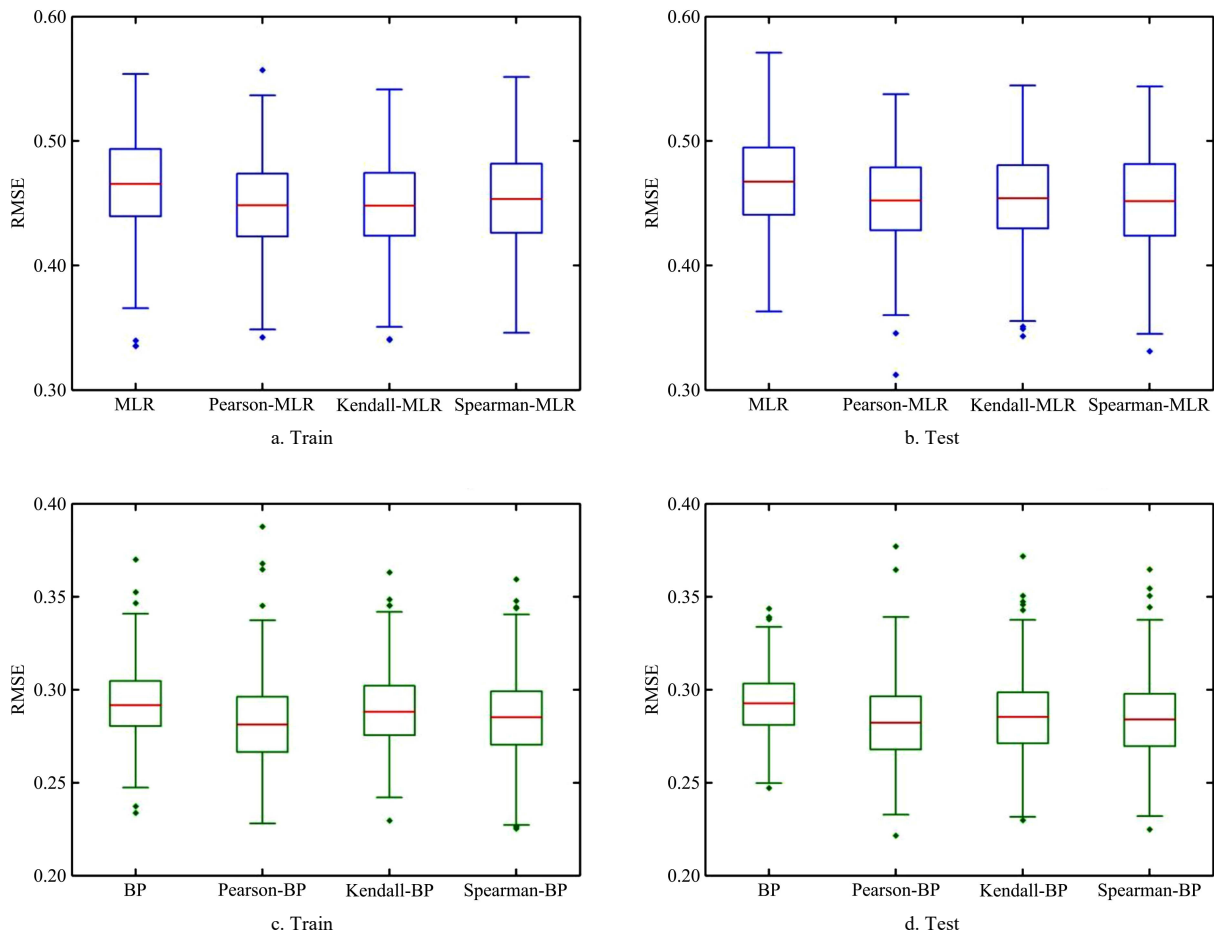 0.60
0.50
0.40
0.30
RMSE
MLR Pearson-MLR Kendall-MLR Spearman-MLR
a. Train
0.60
0.50
0.40
0.30
RMSE
MLR Pearson-MLR Kendall-MLR Spearman-MLR
b. Test
0.40
0.35
0.30
0.25
0.20
RMSE
BP Pearson-BP Kendall-BP Spearman-BP
c. Train
0.40
0.35
0.30
0.25
0.20
RMSE
BP Pearson-BP Kendall-BP Spearman-BP
d. Test